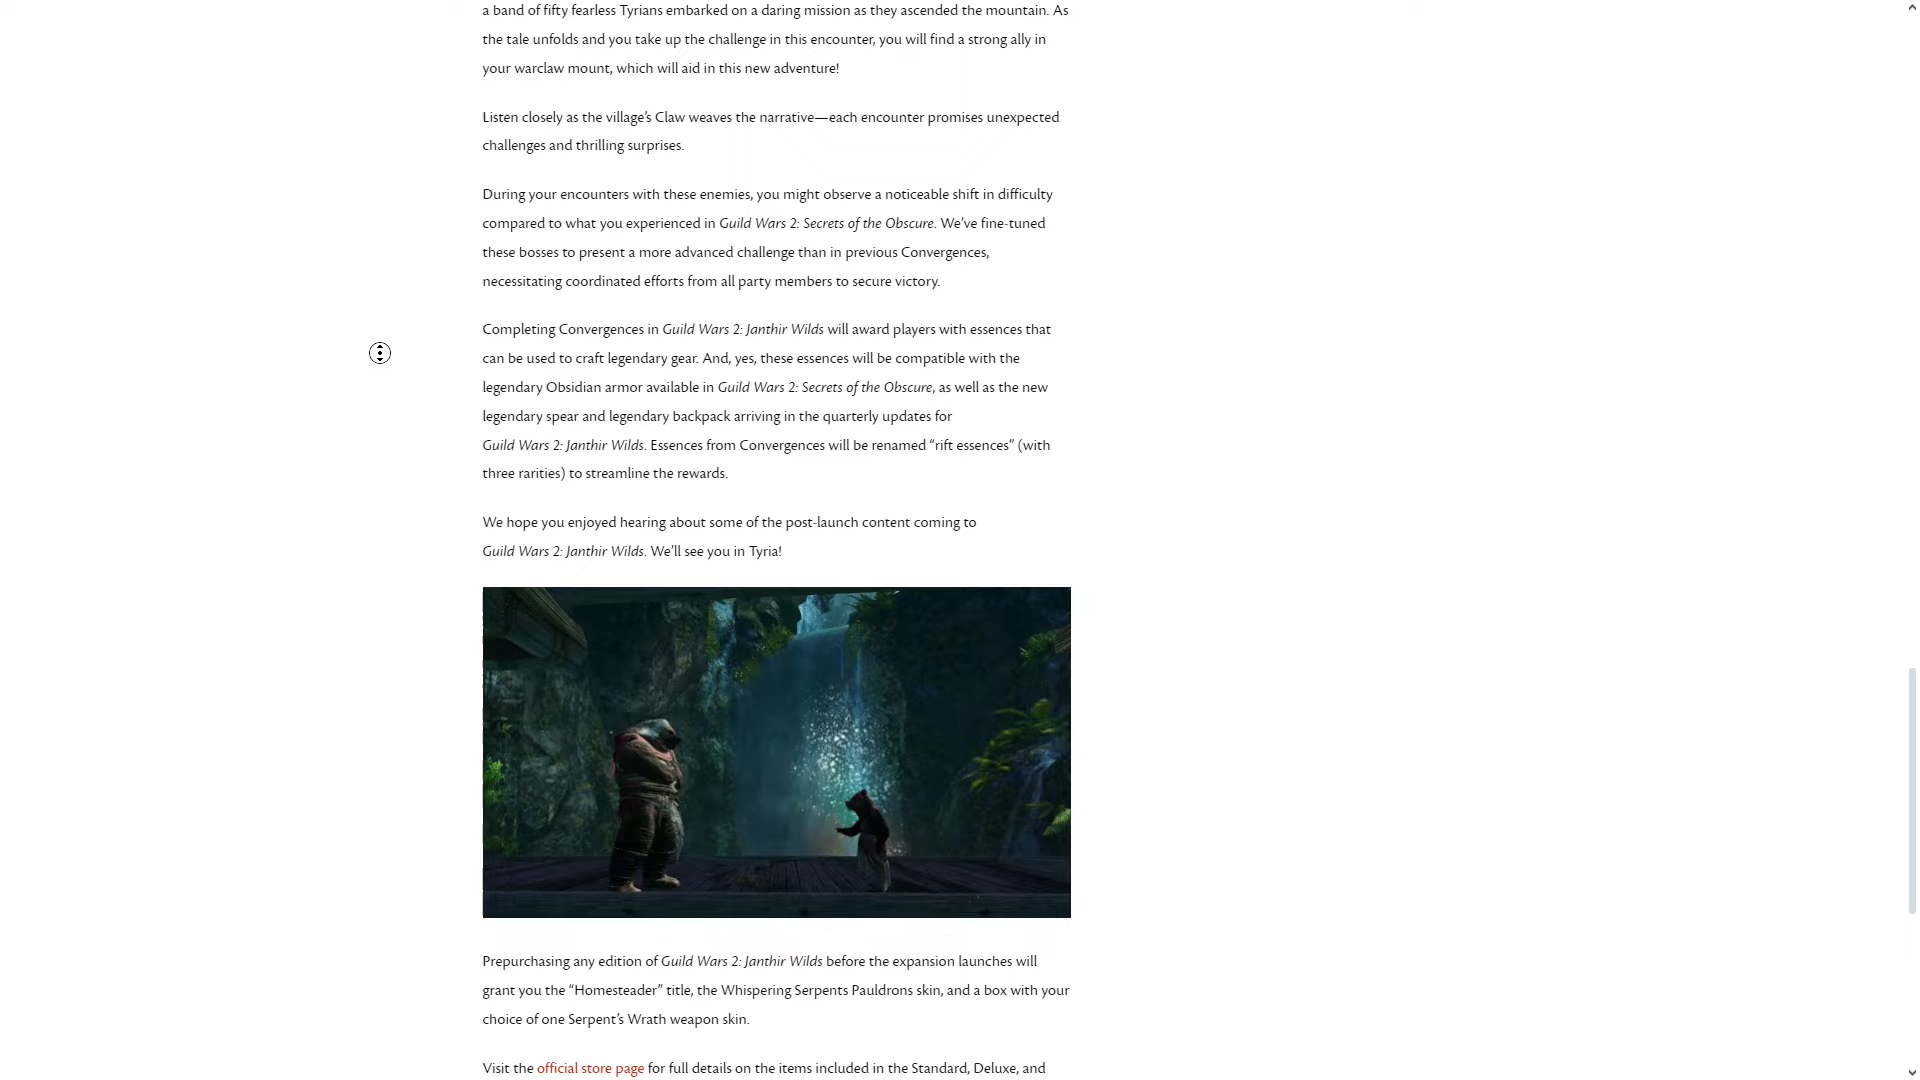 a band of fifty fearless Tyrians embarked on a daring mission as they ascended the mountain. As
the tale unfolds and you take up the challenge in this encounter, you will find a strong ally in
your warclaw mount, which will aid in this new adventure!
Listen closely as the village’s Claw weaves the narrative—each encounter promises unexpected
challenges and thrilling surprises.
During your encounters with these enemies, you might observe a noticeable shift in difficulty
compared to what you experienced in Guild Wars 2: Secrets of the Obscure. We’ve fine-tuned
these bosses to present a more advanced challenge than in previous Convergences,
necessitating coordinated efforts from all party members to secure victory.
Completing Convergences in Guild Wars 2: Janthir Wilds will award players with essences that
can be used to craft legendary gear. And, yes, these essences will be compatible with the
legendary Obsidian armor available in Guild Wars 2: Secrets of the Obscure, as well as the new
legendary spear and legendary backpack arriving in the quarterly updates for
Guild Wars 2: Janthir Wilds. Essences from Convergences will be renamed “rift essences” (with
three rarities) to streamline the rewards.
We hope you enjoyed hearing about some of the post-launch content coming to
Guild Wars 2: Janthir Wilds. We’ll see you in Tyria!
Prepurchasing any edition of Guild Wars 2: Janthir Wilds before the expansion launches will
grant you the “Homesteader” title, the Whispering Serpents Pauldrons skin, and a box with your
choice of one Serpent’s Wrath weapon skin.
Visit the official store page for full details on the items included in the Standard, Deluxe, and